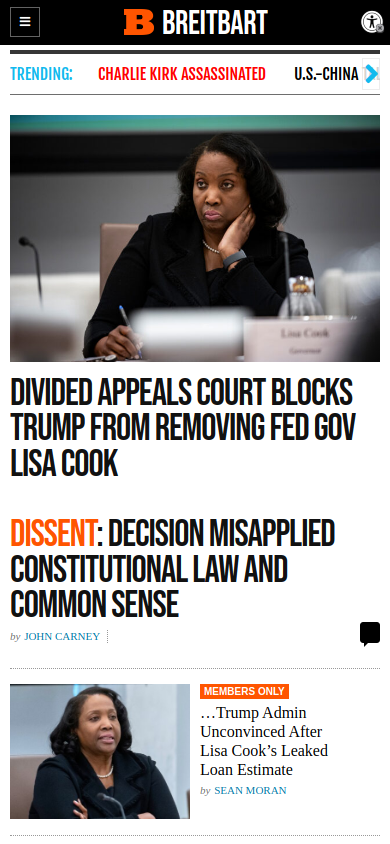 BREITBART
TRENDING: CHARLIE KIRK ASSASSINATED U.S.-CHINA
Lisa Cook
Governor
DIVIDED APPEALS COURT BLOCKS
TRUMP FROM REMOVING FED GOV
LISA COOK
DISSENT: DECISION MISAPPLIED
CONSTITUTIONAL LAW AND
COMMON SENSE
by JOHN CARNEY
MEMBERS ONLY
…Trump Admin
Unconvinced After
Lisa Cook’s Leaked
Loan Estimate
by SEAN MORAN